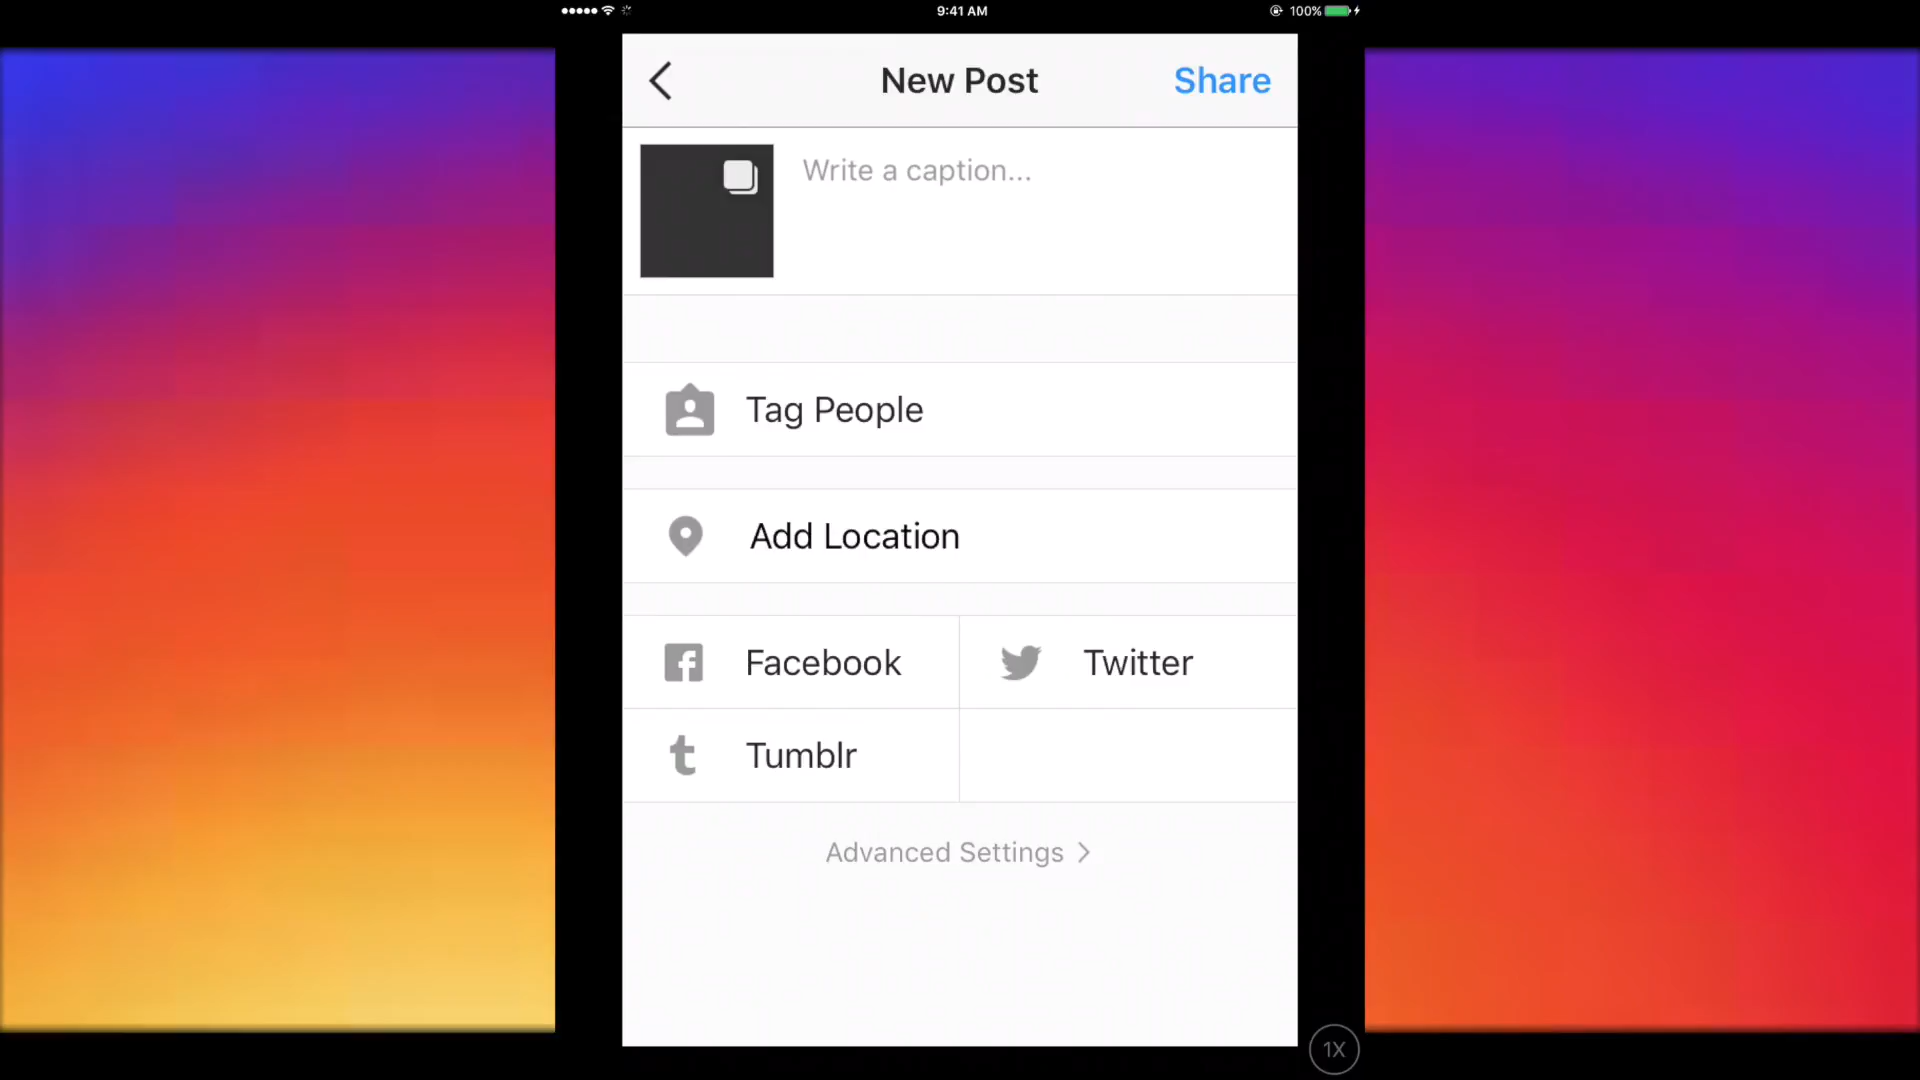 9:41 AM
100%
New Post
Share
Write a caption...
Tag People
Add Location
Facebook
Twitter
Tumblr
Advanced Settings
1X